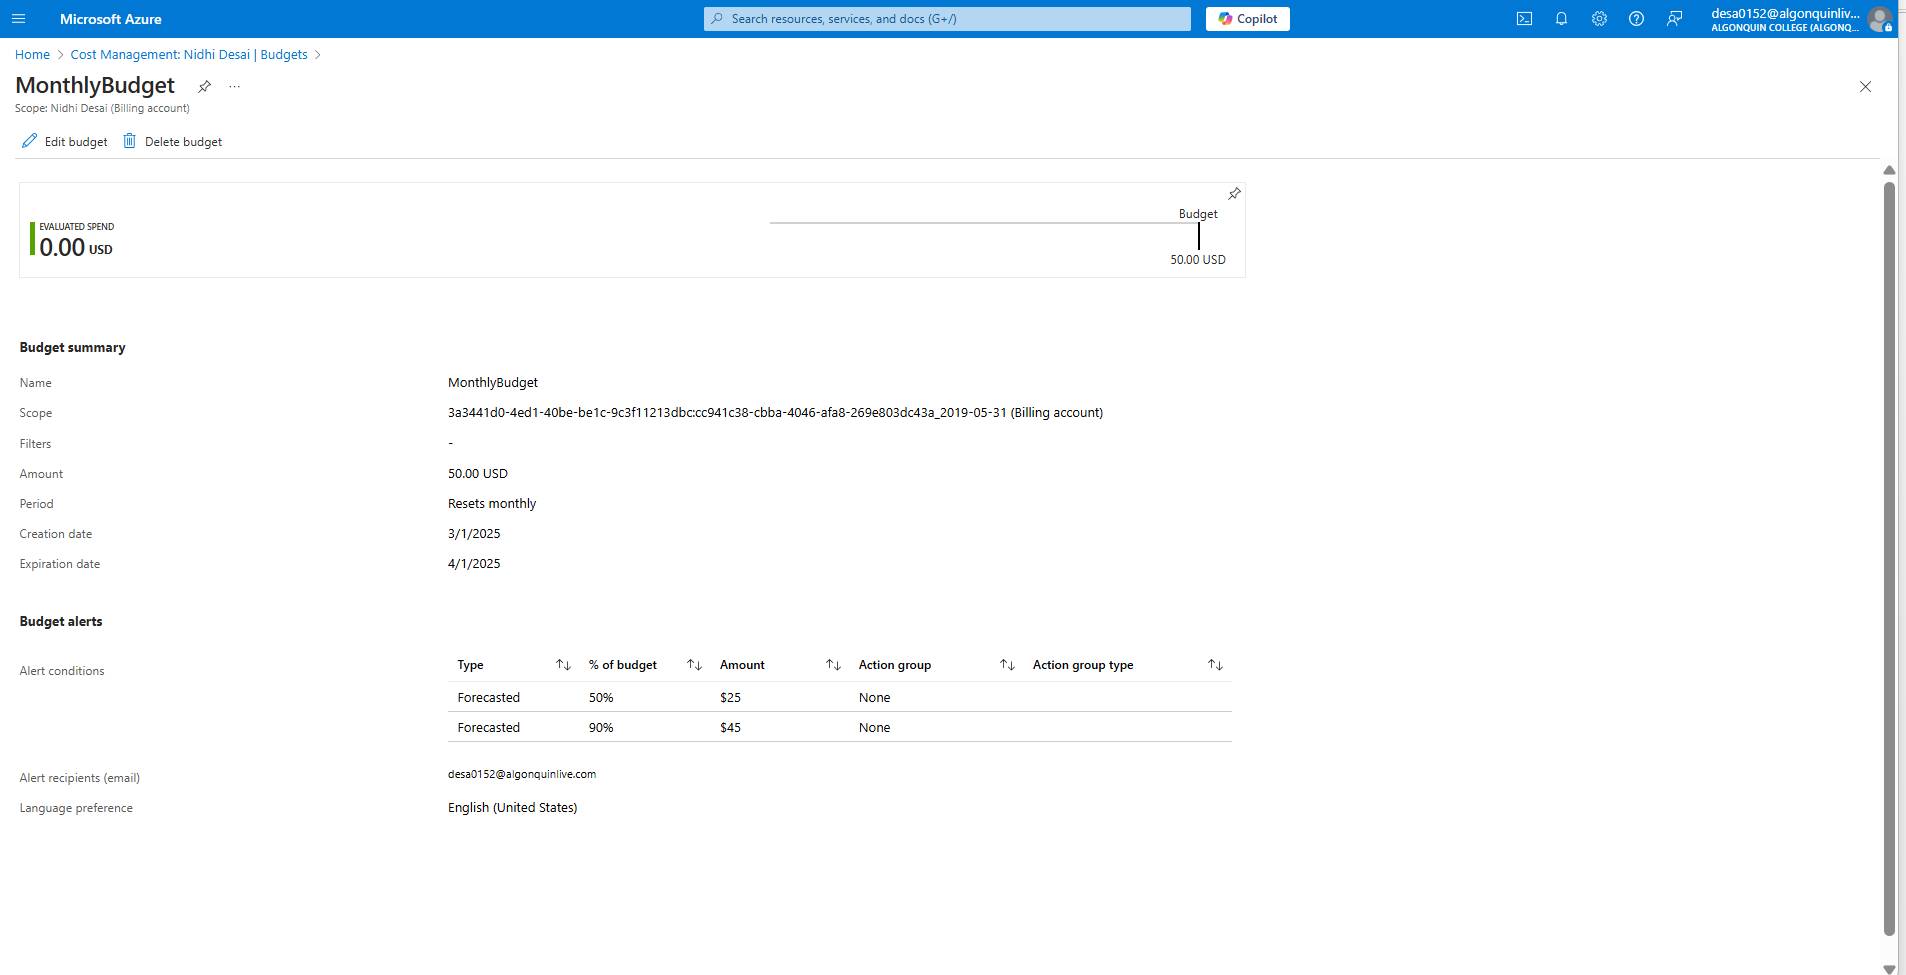 Microsoft Azure
Search resources, services, and docs (G+/)
Copilot
desa0152@algonquinliv...
ALGONQUIN COLLEGE (ALGONQ...
Home > Cost Management: Nidhi Desai | Budgets >
MonthlyBudget ...
Scope: Nidhi Desai (Billing account)
Edit budget Delete budget
Budget
EVALUATED SPEND
0.00 USD
50.00 USD
Budget summary
Name MonthlyBudget
Scope 3a3441d0-4ed1-40be-be1c-9c3f11213dbc:cc941c38-cbba-4046-afa8-269e803dc43a_2019-05-31 (Billing account)
Filters -
Amount 50.00 USD
Period Resets monthly
Creation date 3/1/2025
Expiration date 4/1/2025
Budget alerts
Alert conditions
Type % of budget Amount Action group Action group type
Forecasted 50% $25 None
Forecasted 90% $45 None
Alert recipients (email) desa0152@algonquinlive.com
Language preference English (United States)